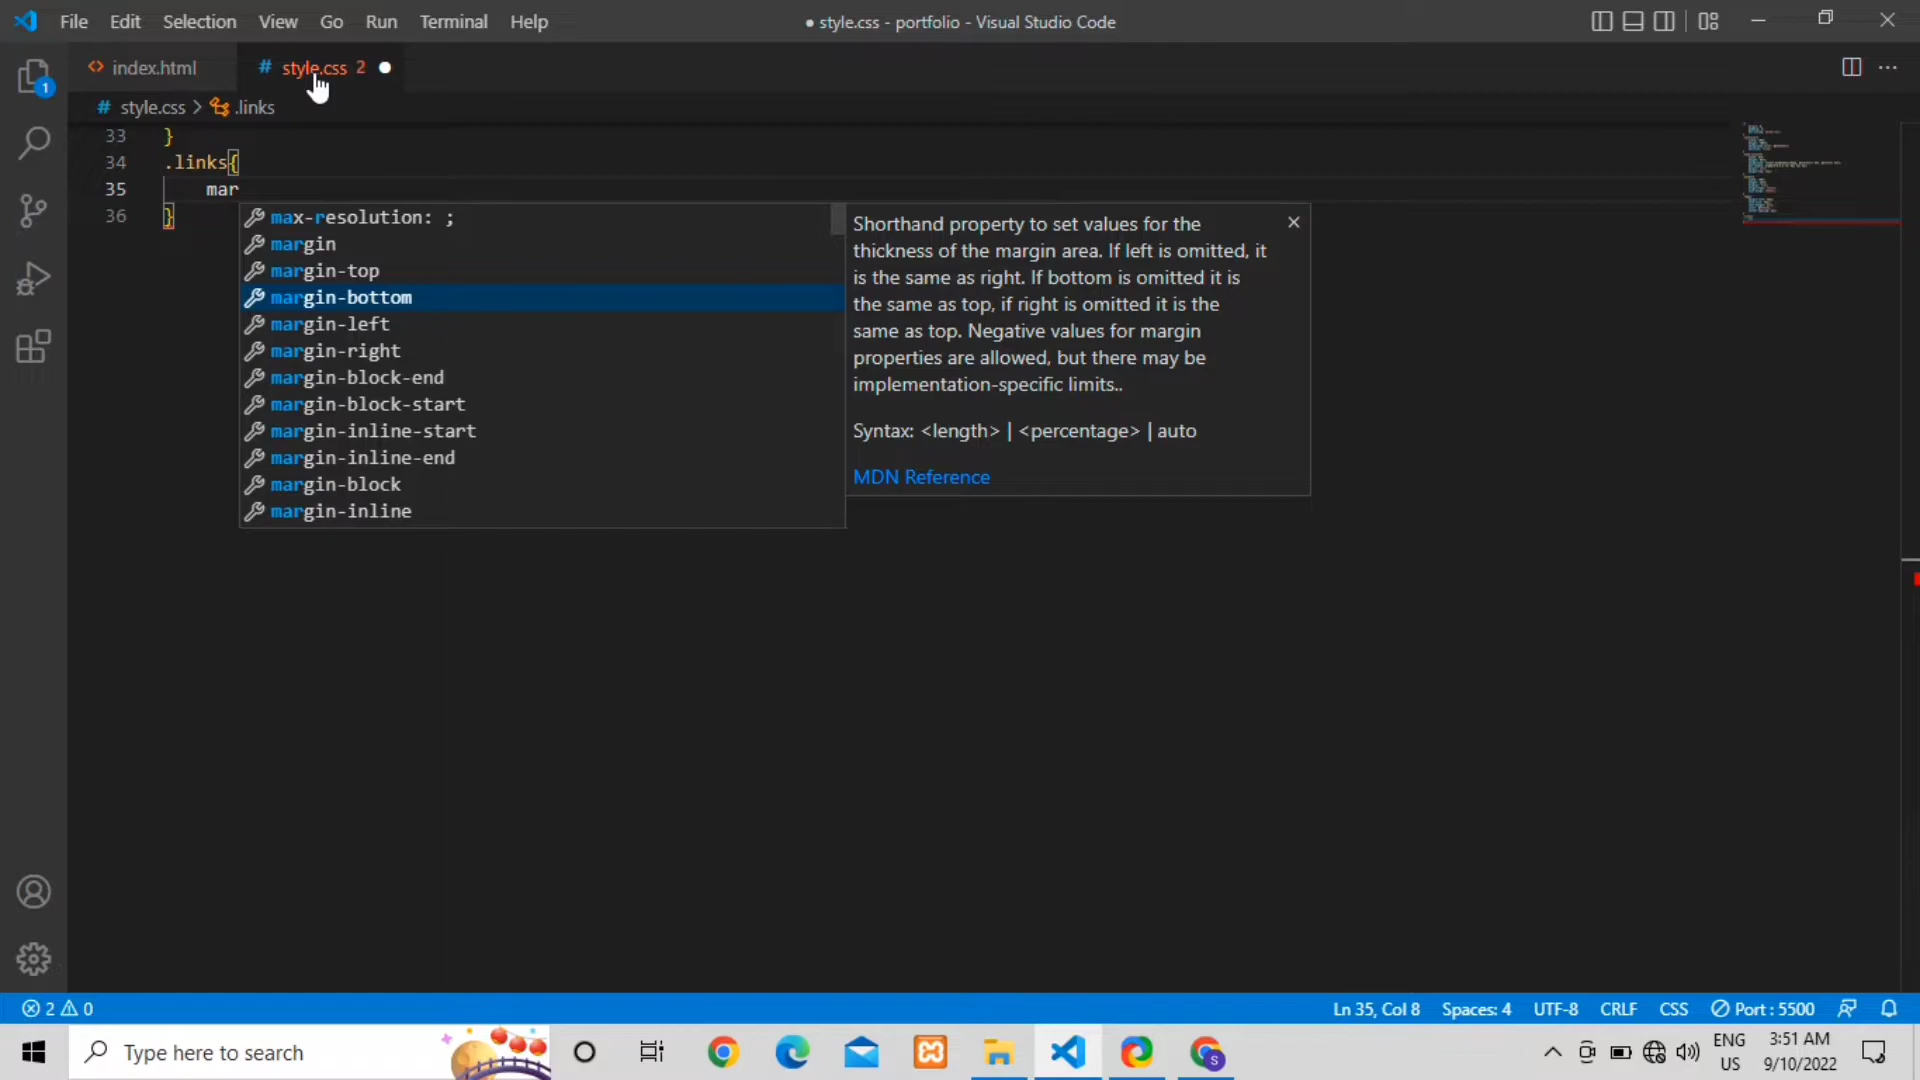 File Edit Selection View Go Run Terminal Help ● style.css - portfolio - Visual Studio Code
<> index.html # style.css 2 ●
1
# style.css > .links
33 }
34 .links{
35 mar
36 }
max-resolution: ;
margin
margin-top
margin-bottom
margin-left
margin-right
margin-block-end
margin-block-start
margin-inline-start
margin-inline-end
margin-block
margin-inline
Shorthand property to set values for the
thickness of the margin area. If left is omitted, it
is the same as right. If bottom is omitted it is
the same as top, if right is omitted it is the
same as top. Negative values for margin
properties are allowed, but there may be
implementation-specific limits..
Syntax: <length> | <percentage> | auto
MDN Reference
2 0 Ln 35, Col 8 Spaces: 4 UTF-8 CRLF CSS Port : 5500
Type here to search
S
ENG
US
3:51 AM
9/10/2022